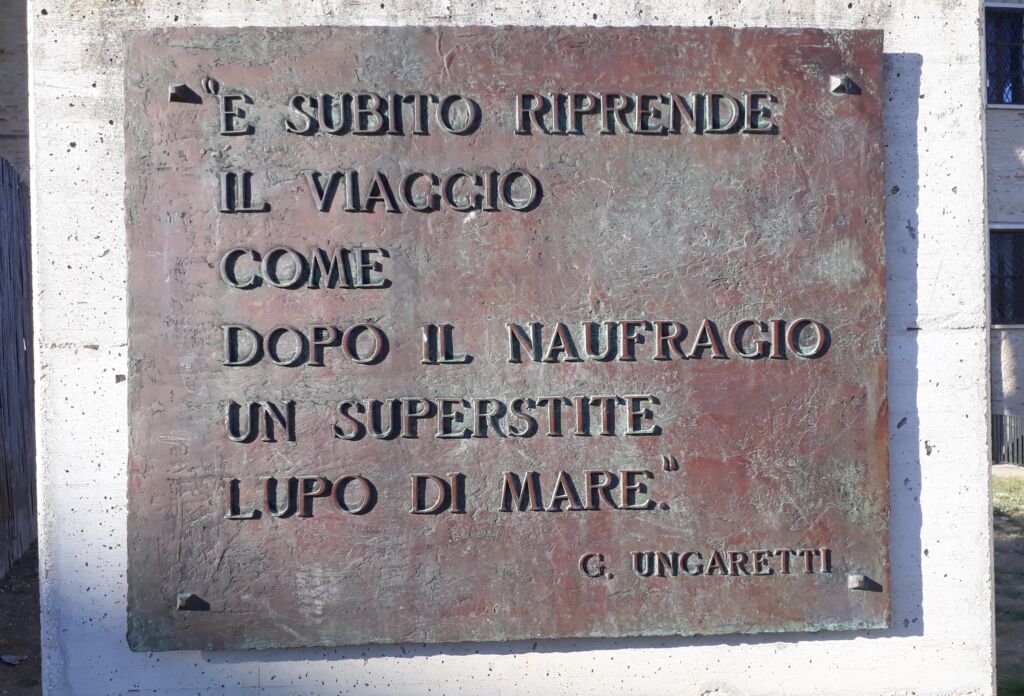 "E SUBITO RIPRENDE
IL VIAGGIO
COME
DOPO IL NAUFRAGIO
UN SUPERSTITE
LUPO DI MARE."
G. UNGARETTI